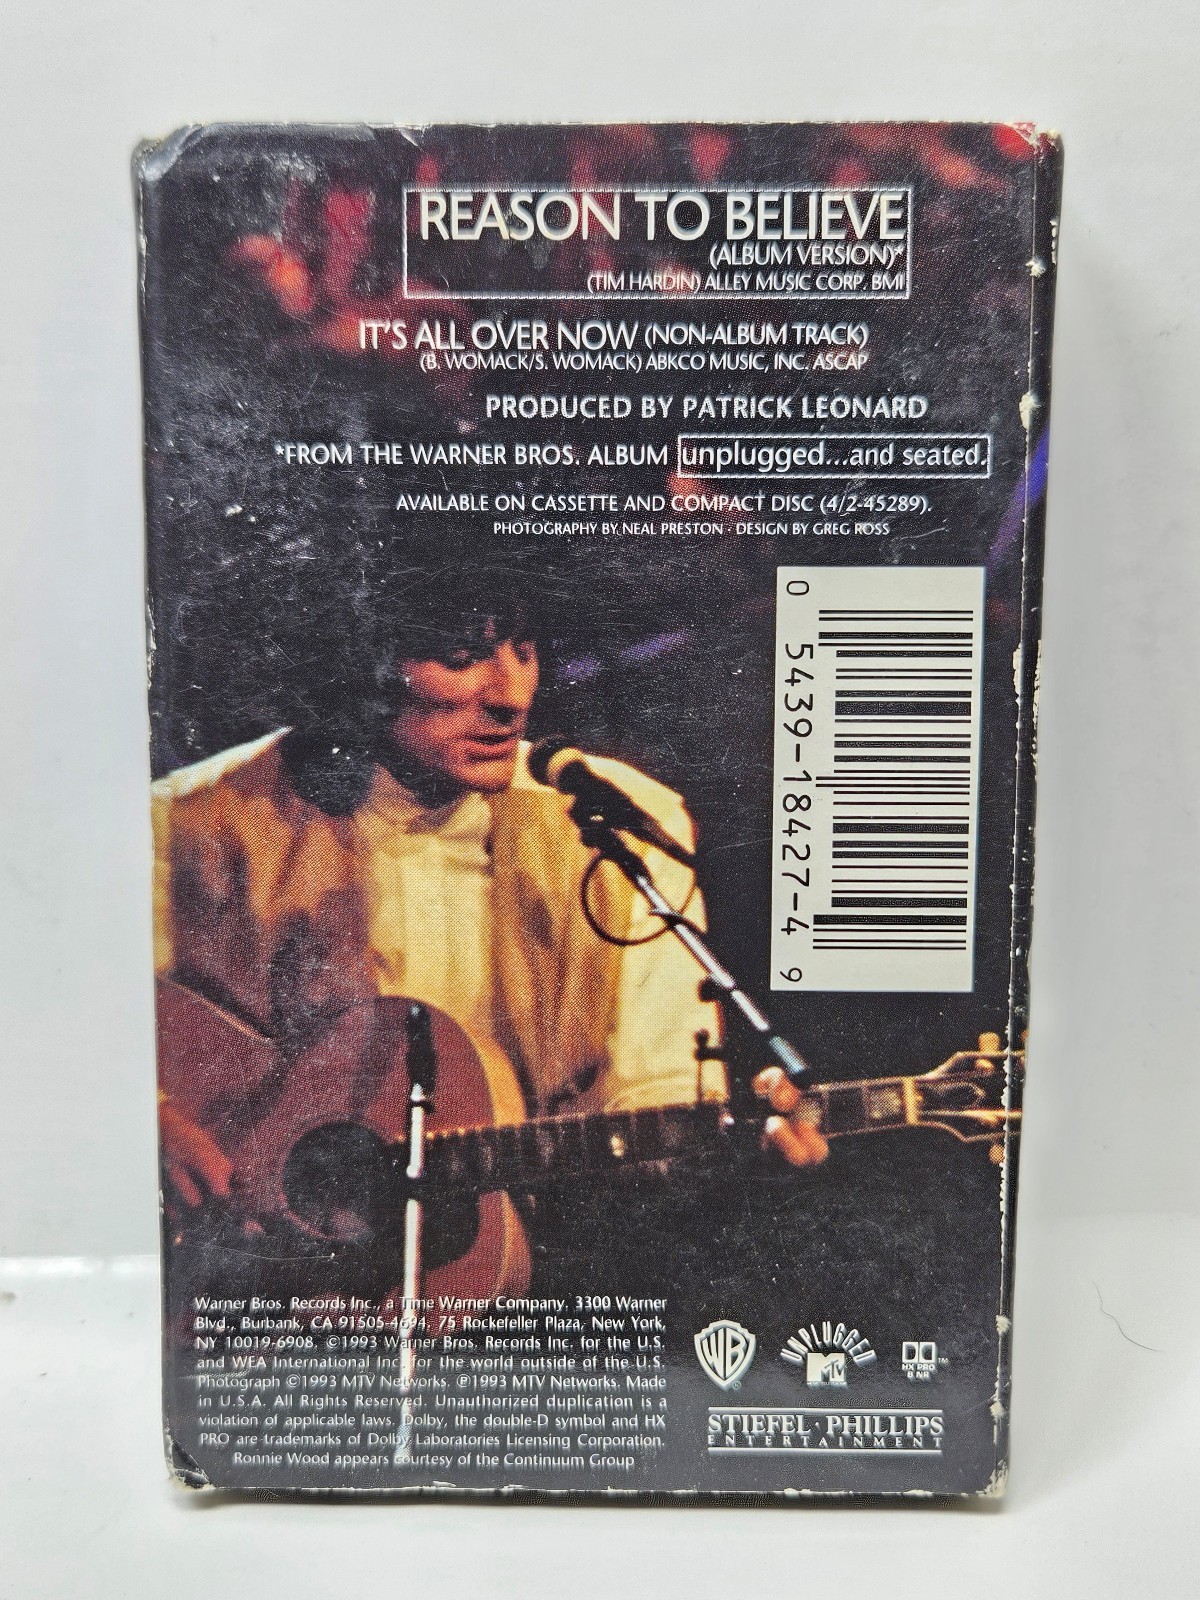 REASON TO BELIEVE
(ALBUM VERSION)*
(TIM HARDIN) ALLEY MUSIC CORP. BMI
IT'S ALL OVER NOW (NON-ALBUM TRACK)
(B. WOMACK/S. WOMACK) ABKCO MUSIC, INC. ASCAP
PRODUCED BY PATRICK LEONARD
*FROM THE WARNER BROS. ALBUM unplugged...and seated.
AVAILABLE ON CASSETTE AND COMPACT DISC (4/2-45289).
PHOTOGRAPHY BY NEAL PRESTON · DESIGN BY GREG ROSS
0 5439-18427-4 9
Warner Bros. Records Inc., a Time Warner Company. 3300 Warner
Blvd., Burbank, CA 91505-4694. 75 Rockefeller Plaza, New York,
NY 10019-6908. ©1993 Warner Bros. Records Inc. for the U.S.
and WEA International Inc. for the world outside of the U.S.
Photograph ©1993 MTV Networks. ℗1993 MTV Networks. Made
in U.S.A. All Rights Reserved. Unauthorized duplication is a
violation of applicable laws. Dolby, the double-D symbol and HX
PRO are trademarks of Dolby Laboratories Licensing Corporation.
Ronnie Wood appears courtesy of the Continuum Group
WB ®
UNPLUGGED
MTV
MUSIC TELEVISION
HX PRO
B NR
TM
STIEFEL · PHILLIPS
ENTERTAINMENT